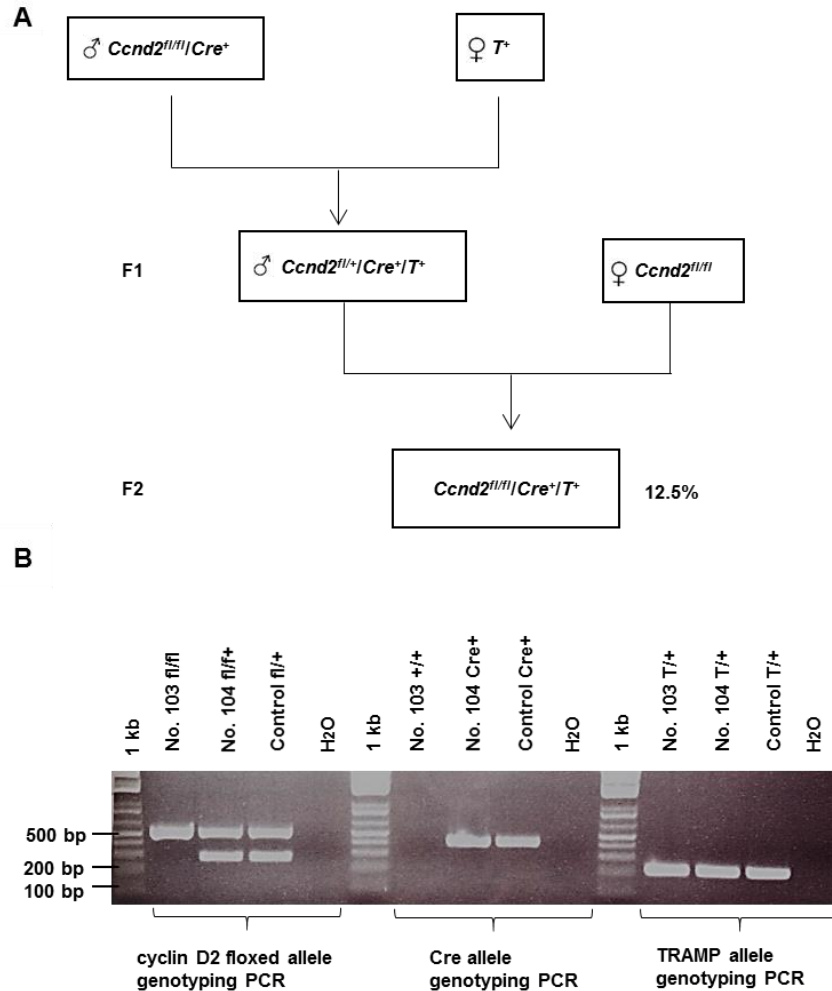 A
♂ Ccnd2fl/fl/Cre+
♀ T+
F1
♂ Ccnd2fl/+/Cre+/T+
♀ Ccnd2fl/fl
F2
Ccnd2fl/fl/Cre+/T+
12.5%
B
1 kb
No. 103 fl/fl
No. 104 fl/f+
Control fl/+
H2O
1 kb
No. 103 +/+
No. 104 Cre+
Control Cre+
H2O
1 kb
No. 103 T/+
No. 104 T/+
Control T/+
H2O
500 bp
200 bp
100 bp
cyclin D2 floxed allele
genotyping PCR
Cre allele
genotyping PCR
TRAMP allele
genotyping PCR